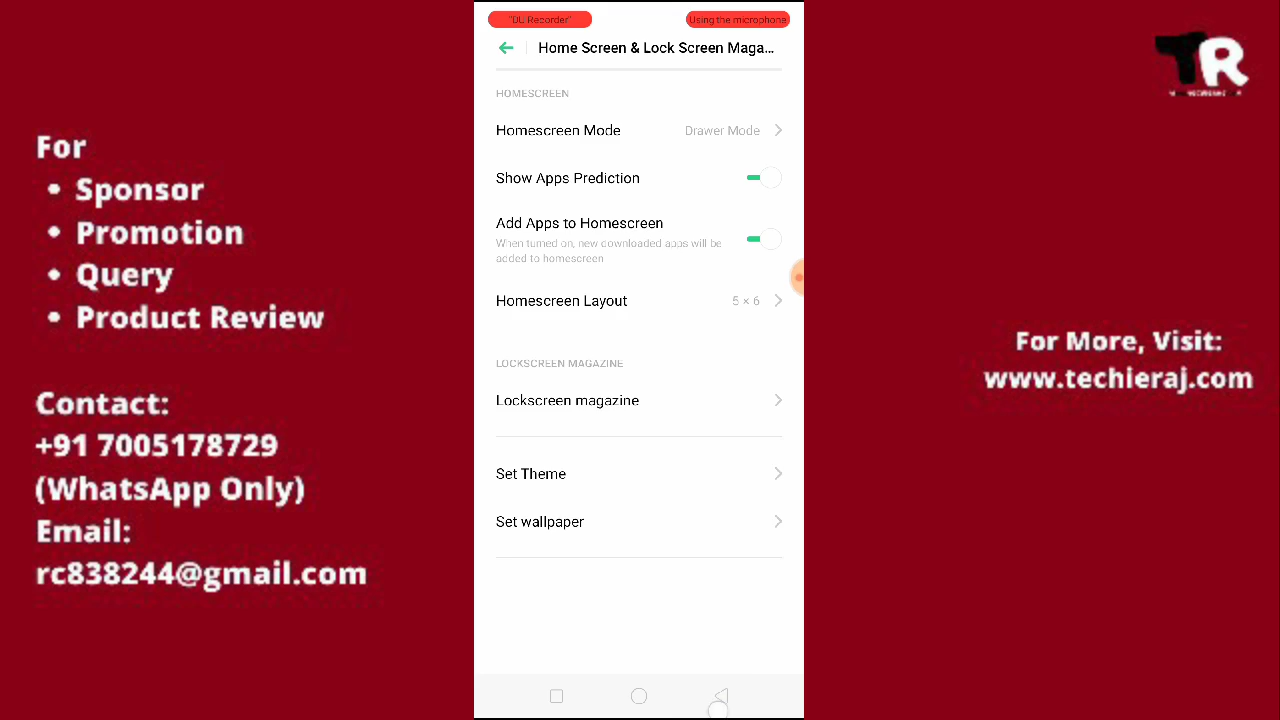 "DU Recorder"
Using the microphone
Home Screen & Lock Screen Maga...
HOMESCREEN
Homescreen Mode Drawer Mode
Show Apps Prediction
Add Apps to Homescreen
When turned on, new downloaded apps will be
added to homescreen
Homescreen Layout 5 × 6
LOCKSCREEN MAGAZINE
Lockscreen magazine
Set Theme
Set wallpaper
For
• Sponsor
• Promotion
• Query
• Product Review
Contact:
+91 7005178729
(WhatsApp Only)
Email:
rc838244@gmail.com
TR
For More, Visit:
www.techieraj.com